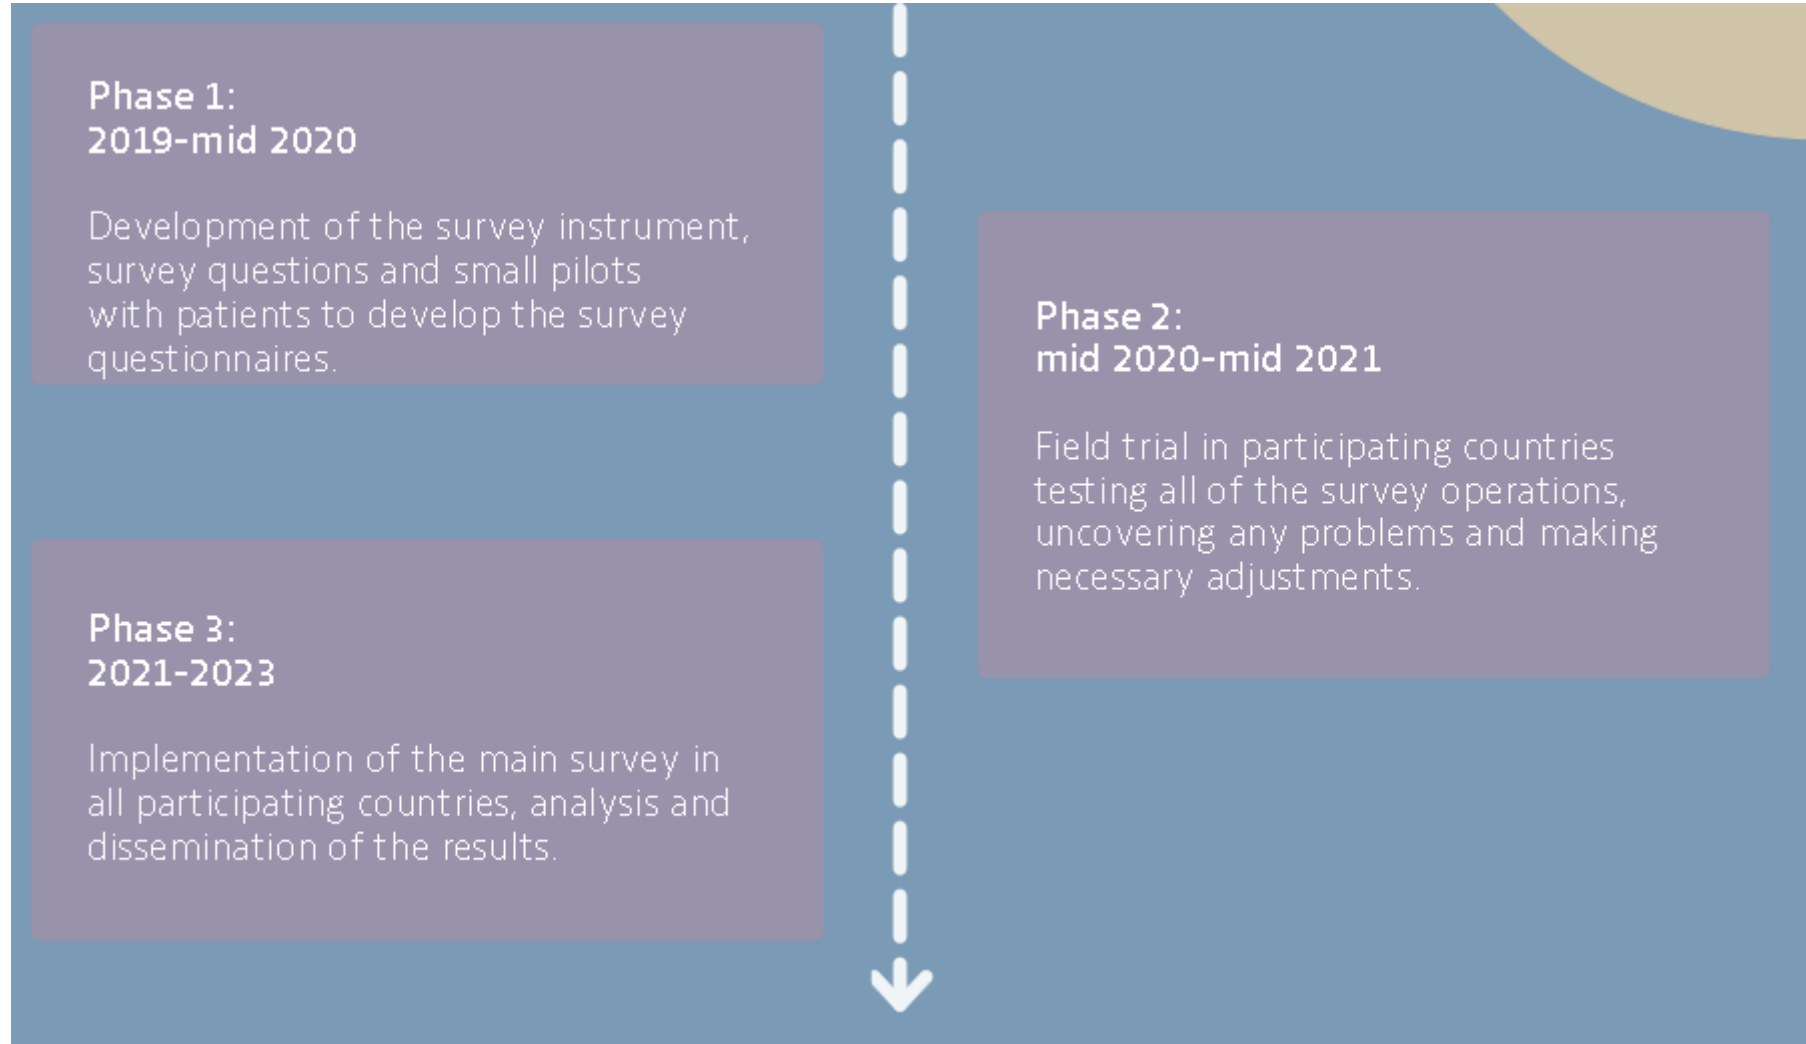 Phase 1:
2019-mid 2020
Development of the survey instrument,
survey questions and small pilots
with patients to develop the survey
questionnaires.
Phase 2:
mid 2020-mid 2021
Field trial in participating countries
testing all of the survey operations,
uncovering any problems and making
necessary adjustments.
Phase 3:
2021-2023
Implementation of the main survey in
all participating countries, analysis and
dissemination of the results.